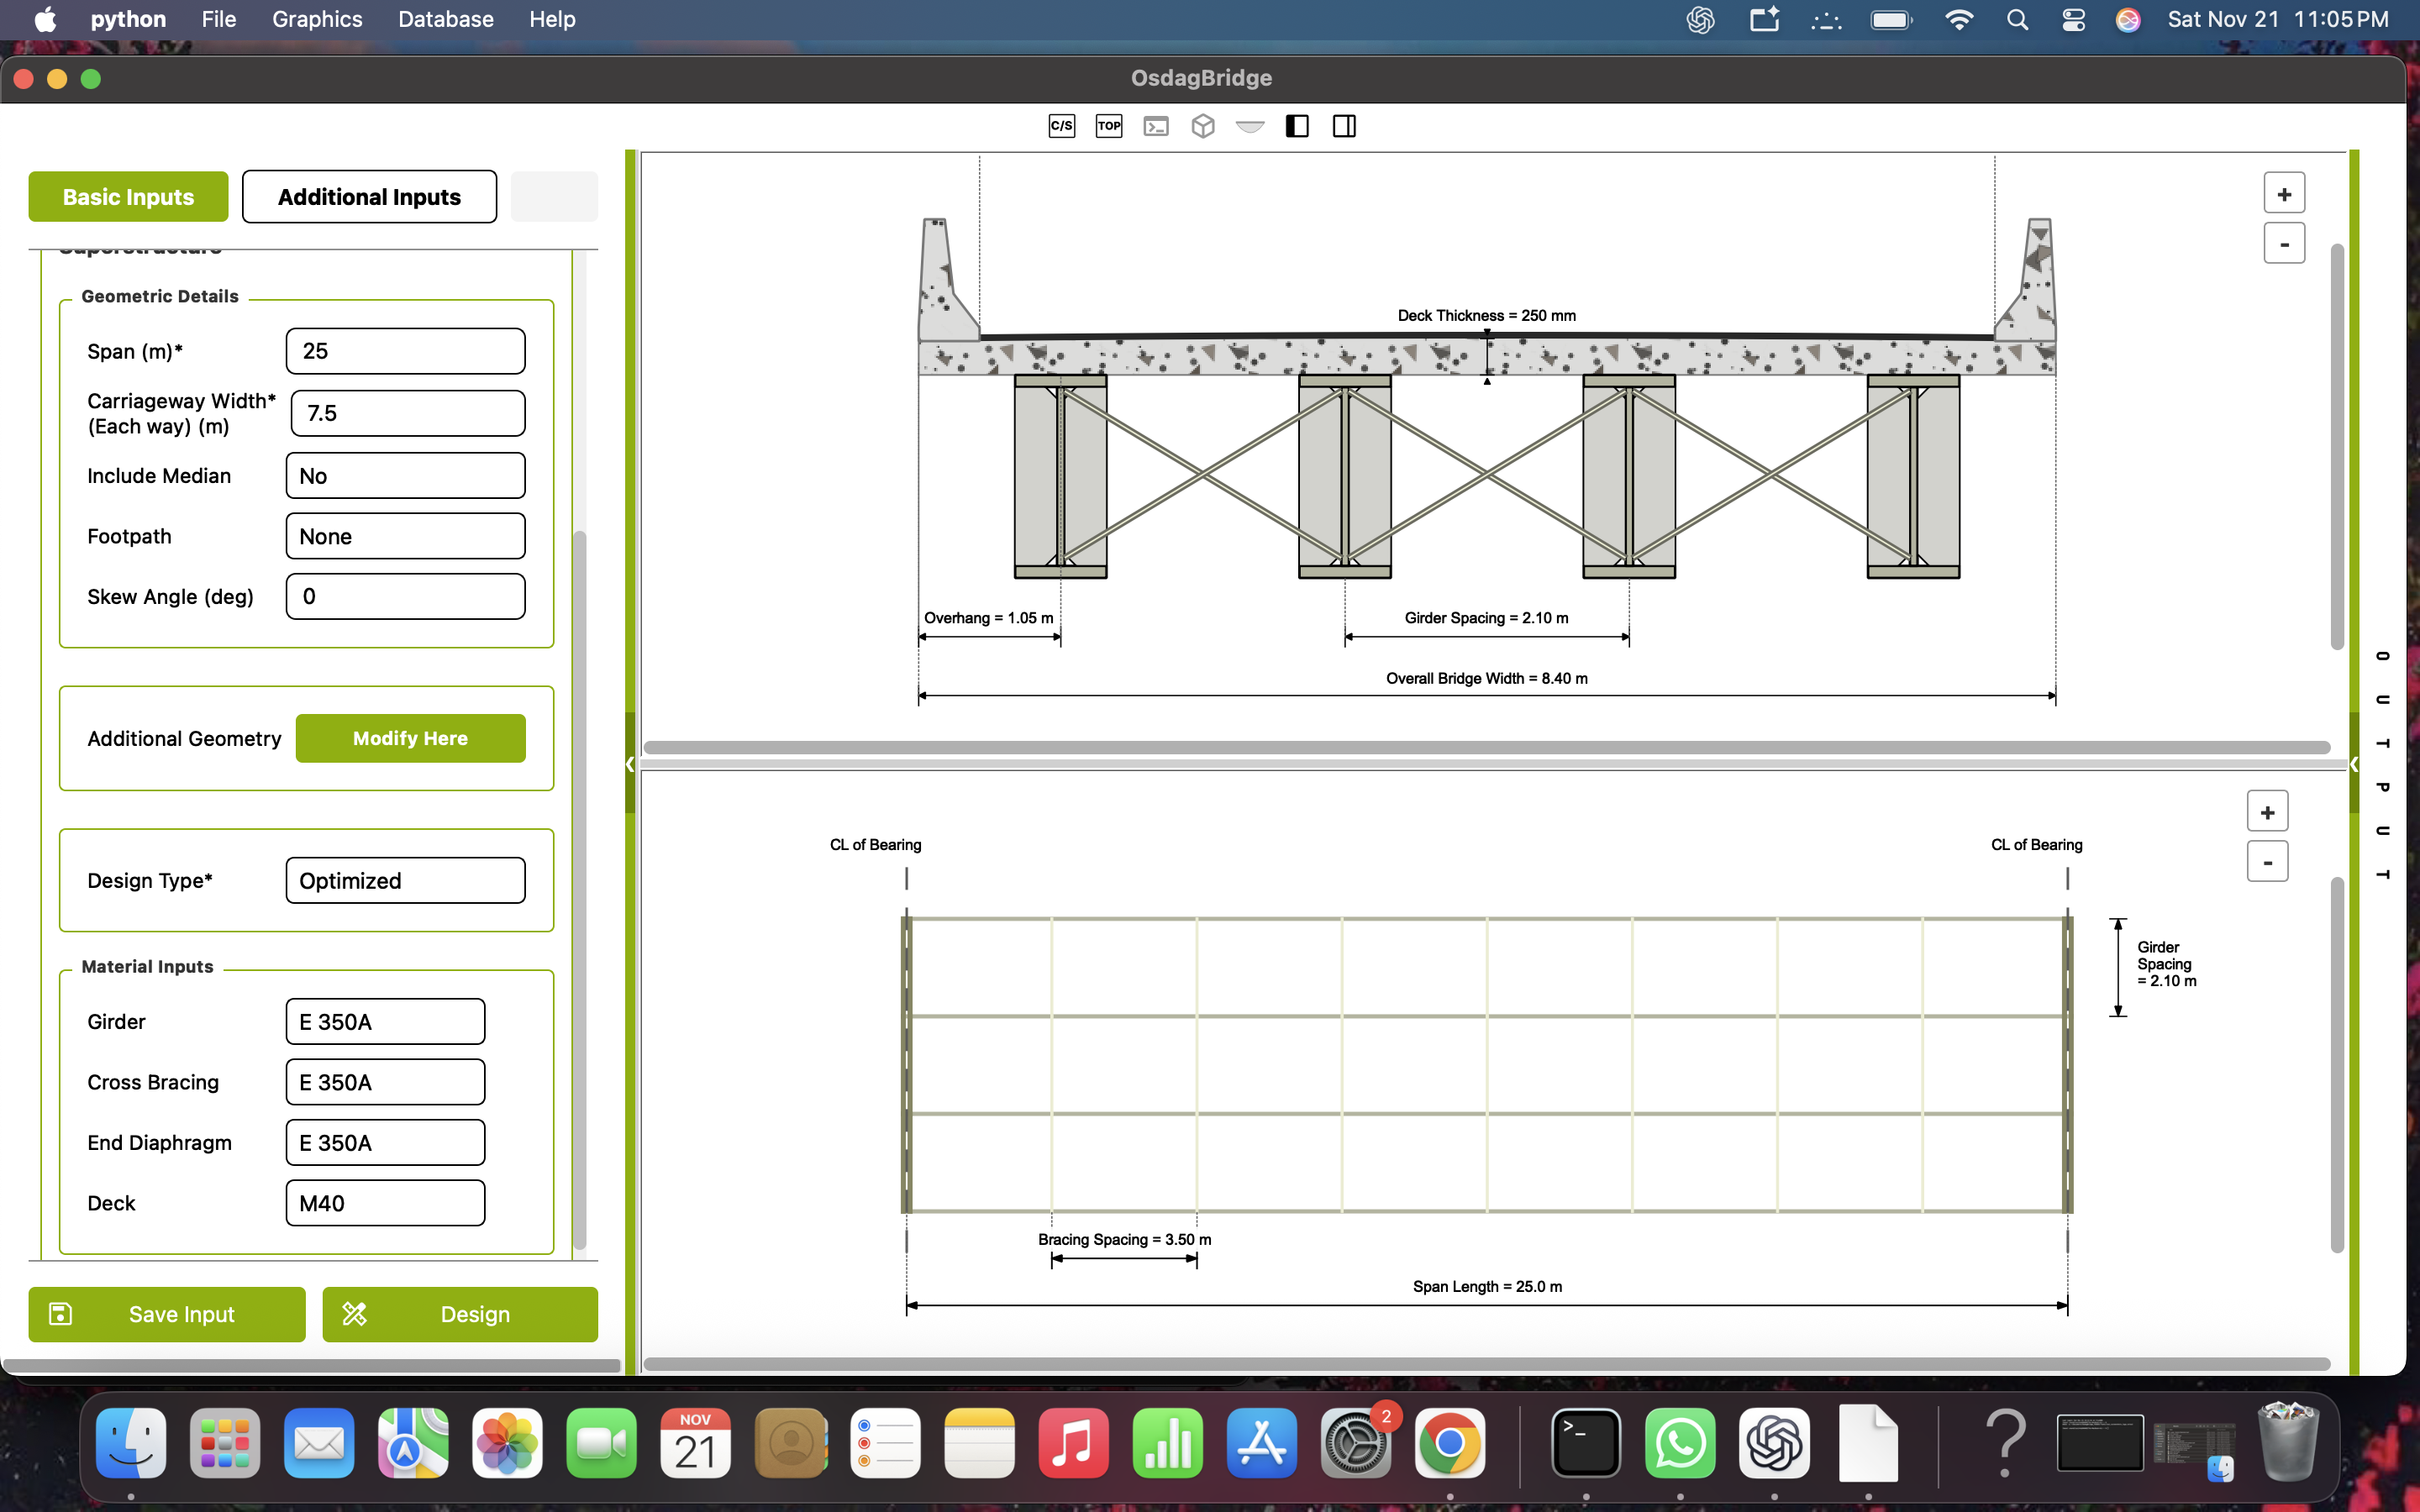 python File Graphics Database Help
Sat Nov 21 11:05 PM
OsdagBridge
C/S TOP
Basic Inputs Additional Inputs
Superstructure
Geometric Details
Span (m)* 25
Carriageway Width*
(Each way) (m) 7.5
Include Median No
Footpath None
Skew Angle (deg) 0
Additional Geometry Modify Here
Design Type* Optimized
Material Inputs
Girder E 350A
Cross Bracing E 350A
End Diaphragm E 350A
Deck M40
Save Input Design
+
-
Deck Thickness = 250 mm
Overhang = 1.05 m
Girder Spacing = 2.10 m
Overall Bridge Width = 8.40 m
+
-
CL of Bearing
CL of Bearing
Girder
Spacing
= 2.10 m
Bracing Spacing = 3.50 m
Span Length = 25.0 m
OUTPUT
NOV
21
2